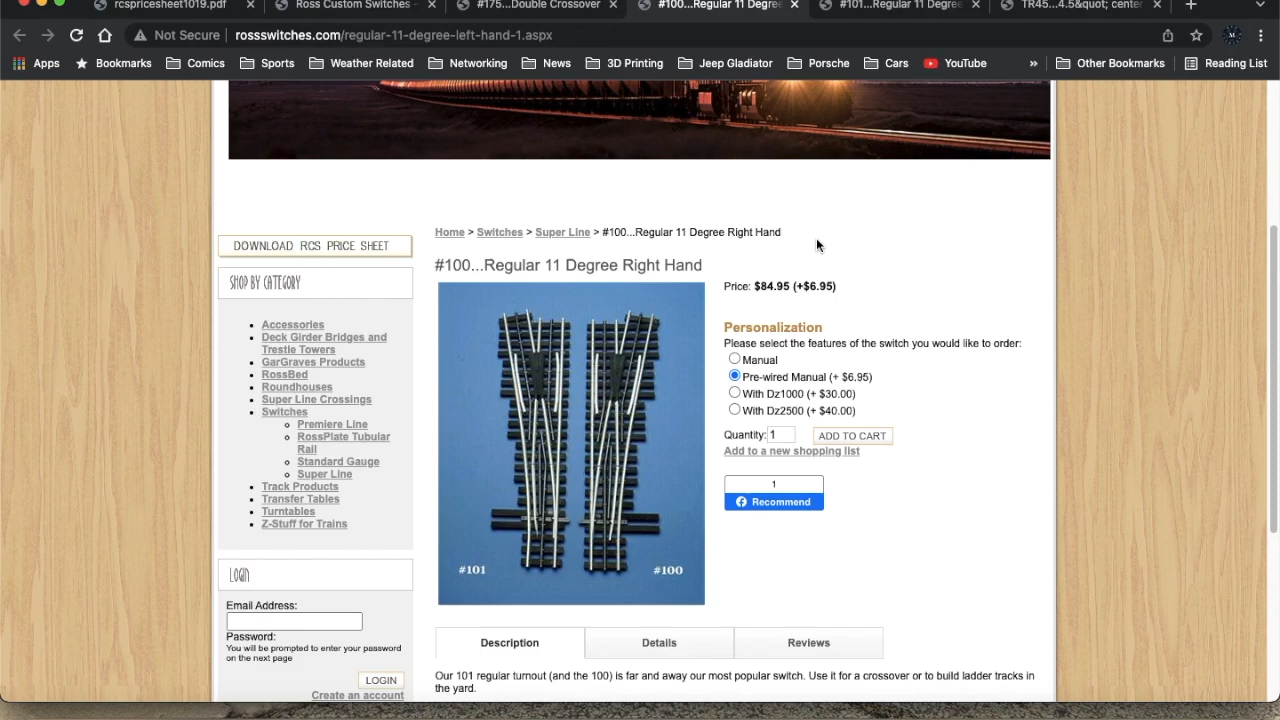 rcspricesheet1019.pdf
Ross Custom Switches -
#175...Double Crossover
#100...Regular 11 Degree
#101...Regular 11 Degree
TR45...4.5&quot; center
Not Secure
rossswitches.com/regular-11-degree-left-hand-1.aspx
Apps
Bookmarks
Comics
Sports
Weather Related
Networking
News
3D Printing
Jeep Gladiator
Porsche
Cars
YouTube
»
Other Bookmarks
Reading List
Home > Switches > Super Line > #100...Regular 11 Degree Right Hand
DOWNLOAD RCS PRICE SHEET
SHOP BY CATEGORY
Accessories
Deck Girder Bridges and
Trestle Towers
GarGraves Products
RossBed
Roundhouses
Super Line Crossings
Switches
Premiere Line
RossPlate Tubular
Rail
Standard Gauge
Super Line
Track Products
Transfer Tables
Turntables
Z-Stuff for Trains
LOGIN
Email Address:
Password:
You will be prompted to enter your password
on the next page
LOGIN
Create an account
#100...Regular 11 Degree Right Hand
#101
#100
Price: $84.95 (+$6.95)
Personalization
Please select the features of the switch you would like to order:
Manual
Pre-wired Manual (+ $6.95)
With Dz1000 (+ $30.00)
With Dz2500 (+ $40.00)
Quantity: 1
ADD TO CART
Add to a new shopping list
1
Recommend
Description
Details
Reviews
Our 101 regular turnout (and the 100) is far and away our most popular switch. Use it for a crossover or to build ladder tracks in
the yard.